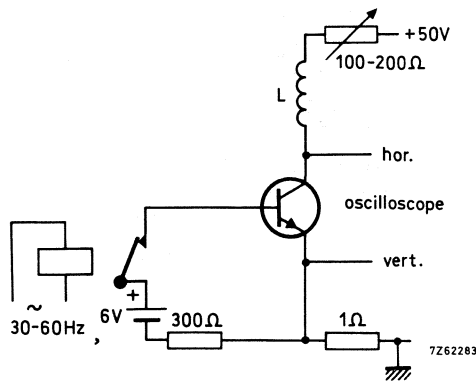 +50V
100-200Ω
L
hor.
oscilloscope
vert.
+
6V
300Ω
1Ω
~
30-60Hz
,
7Z62283